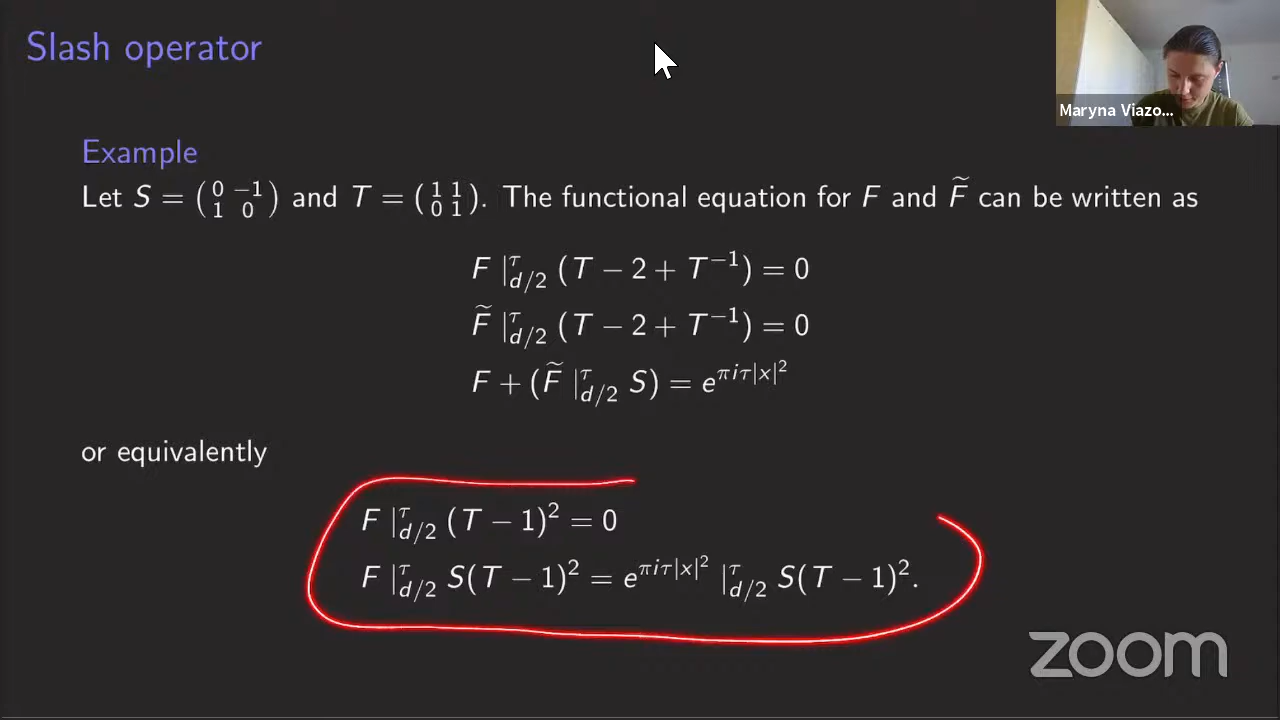 Slash operator
Maryna Viazo...
Example
Let S = (0 −1 1 0) and T = (1 1 0 1). The functional equation for F and F̃ can be written as
F |^τ_{d/2} (T − 2 + T^{−1}) = 0
F̃ |^τ_{d/2} (T − 2 + T^{−1}) = 0
F + (F̃ |^τ_{d/2} S) = e^{πiτ|x|^2}
or equivalently
F |^τ_{d/2} (T − 1)^2 = 0
F |^τ_{d/2} S(T − 1)^2 = e^{πiτ|x|^2} |^τ_{d/2} S(T − 1)^2.
zoom